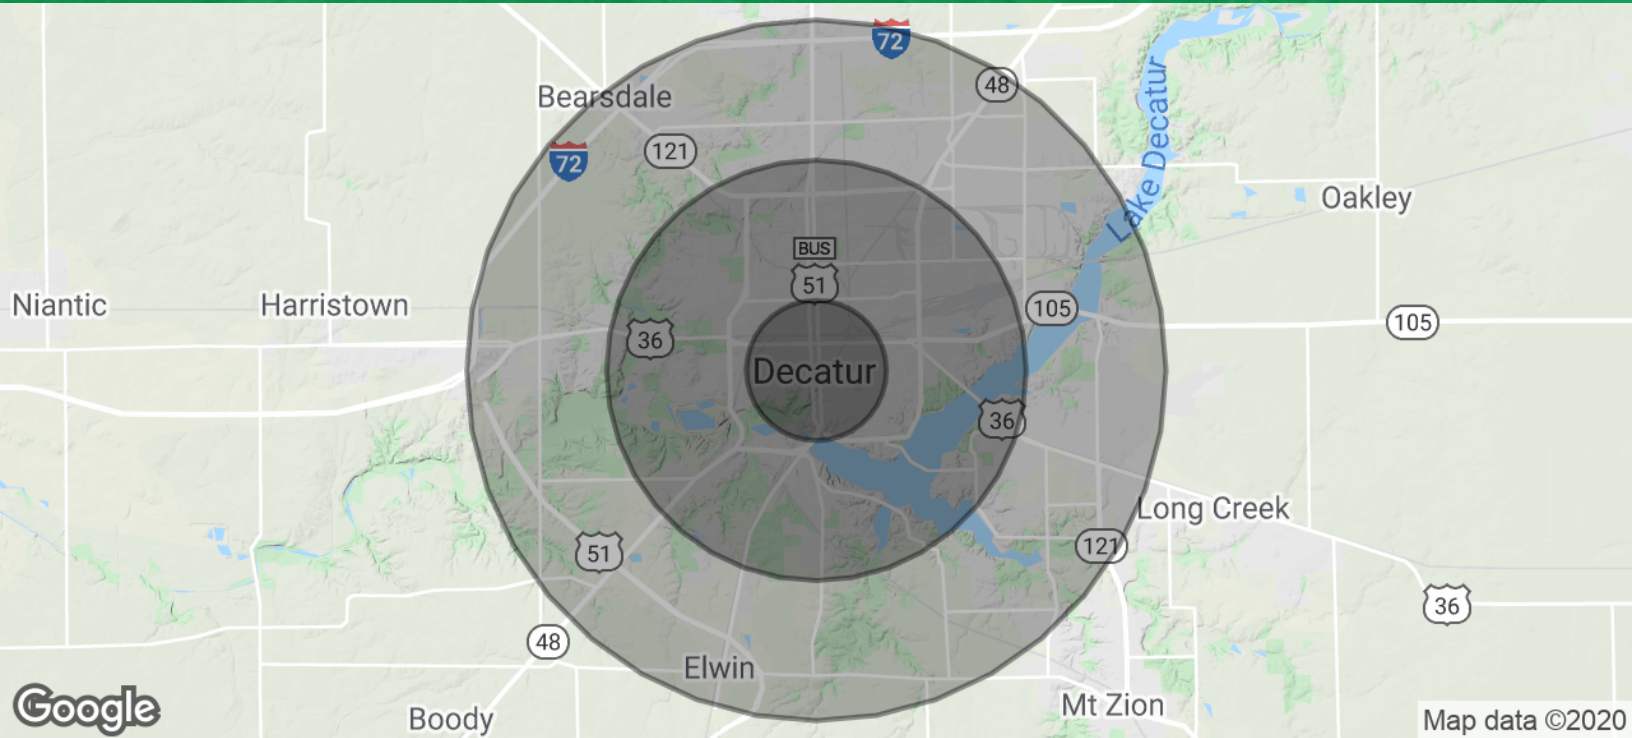 72
48
Bearsdale
121
72
Lake Decatur
Oakley
BUS
51
Niantic
Harristown
105
105
36
Decatur
36
Long Creek
121
51
36
48
Elwin
Mt Zion
Boody
Google
Map data ©2020